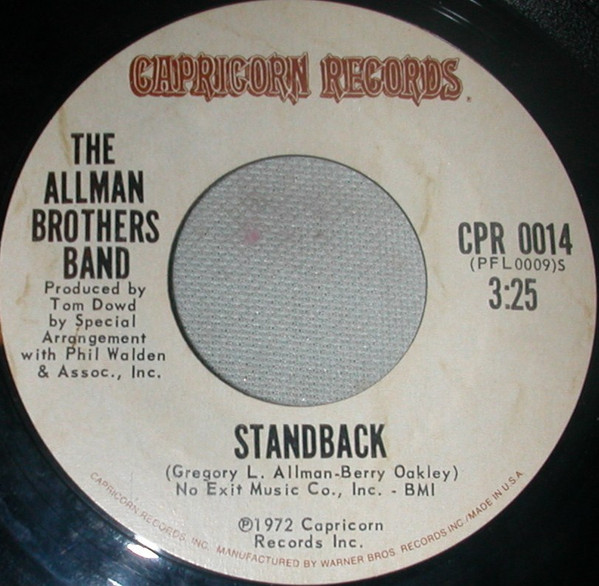 CAPRICORN RECORDS.
THE
ALLMAN
BROTHERS
BAND
Produced by
Tom Dowd
by Special
Arrangement
with Phil Walden
& Assoc., Inc.
CPR 0014
(PFL0009)S
3:25
STANDBACK
(Gregory L. Allman-Berry Oakley)
No Exit Music Co., Inc. - BMI
℗1972 Capricorn
Records Inc.
CAPRICORN RECORDS, INC. MANUFACTURED BY WARNER BROS. RECORDS INC./MADE IN U.S.A.